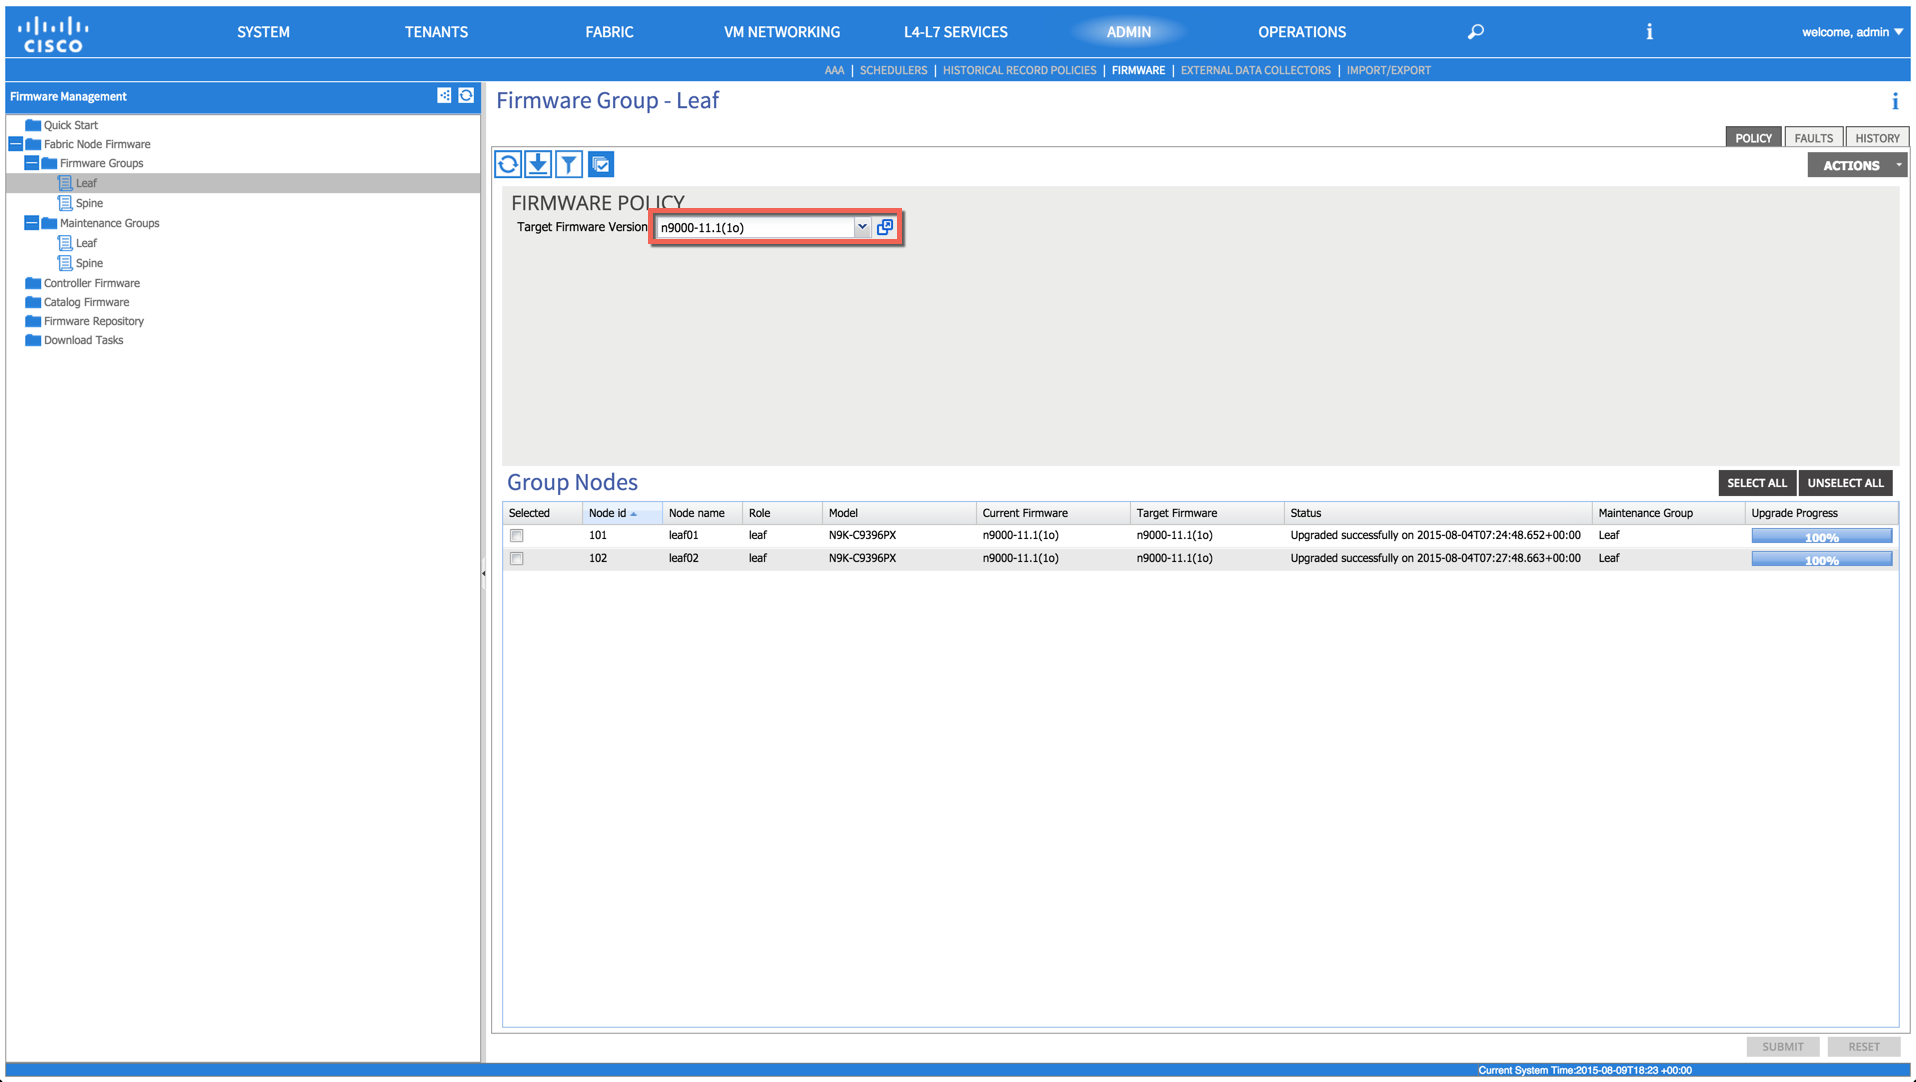 CISCO
SYSTEM TENANTS FABRIC VM NETWORKING L4-L7 SERVICES ADMIN OPERATIONS welcome, admin
AAA | SCHEDULERS | HISTORICAL RECORD POLICIES | FIRMWARE | EXTERNAL DATA COLLECTORS | IMPORT/EXPORT
Firmware Management
Quick Start
Fabric Node Firmware
Firmware Groups
Leaf
Spine
Maintenance Groups
Leaf
Spine
Controller Firmware
Catalog Firmware
Firmware Repository
Download Tasks
Firmware Group - Leaf
POLICY FAULTS HISTORY
ACTIONS
FIRMWARE POLICY
Target Firmware Version n9000-11.1(1o)
Group Nodes
SELECT ALL UNSELECT ALL
Selected Node id Node name Role Model Current Firmware Target Firmware Status Maintenance Group Upgrade Progress
101 leaf01 leaf N9K-C9396PX n9000-11.1(1o) n9000-11.1(1o) Upgraded successfully on 2015-08-04T07:24:48.652+00:00 Leaf 100%
102 leaf02 leaf N9K-C9396PX n9000-11.1(1o) n9000-11.1(1o) Upgraded successfully on 2015-08-04T07:27:48.663+00:00 Leaf 100%
SUBMIT RESET
Current System Time:2015-08-09T18:23 +00:00